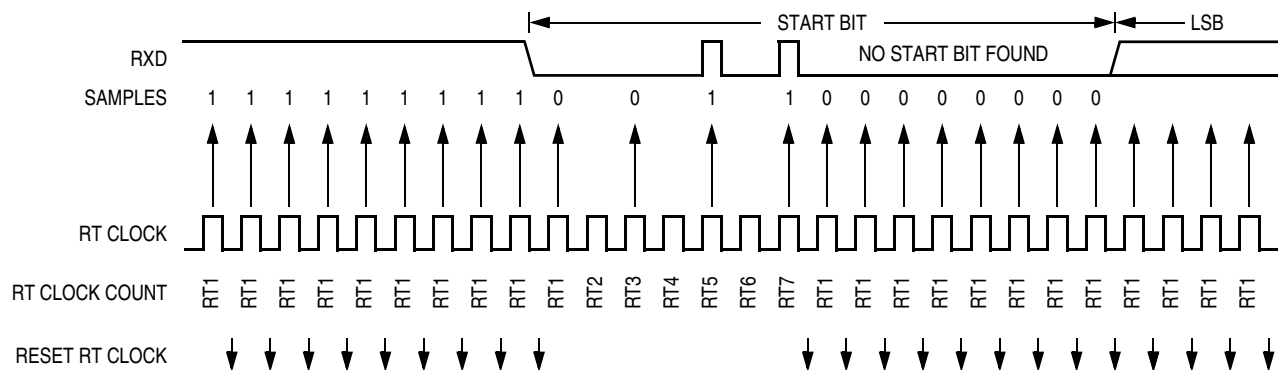 START BIT LSB
RXD NO START BIT FOUND
SAMPLES 1 1 1 1 1 1 1 1 1 0 0 1 1 0 0 0 0 0 0 0 0
RT CLOCK
RT CLOCK COUNT RT1 RT1 RT1 RT1 RT1 RT1 RT1 RT1 RT1 RT1 RT2 RT3 RT4 RT5 RT6 RT7 RT1 RT1 RT1 RT1 RT1 RT1 RT1 RT1 RT1 RT1 RT1 RT1
RESET RT CLOCK